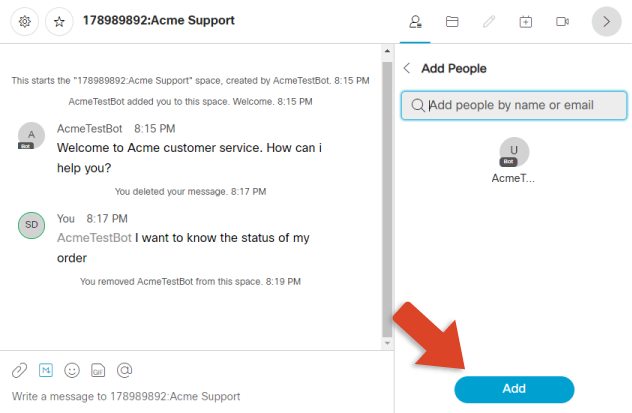 178989892:Acme Support
This starts the "178989892:Acme Support" space, created by AcmeTestBot. 8:15 PM
AcmeTestBot added you to this space. Welcome. 8:15 PM
A
Bot
AcmeTestBot 8:15 PM
Welcome to Acme customer service. How can i
help you?
You deleted your message. 8:17 PM
SD
You 8:17 PM
AcmeTestBot I want to know the status of my
order
You removed AcmeTestBot from this space. 8:19 PM
M
GIF
@
Write a message to 178989892:Acme Support
Add People
Add people by name or email
U
Bot
AcmeT...
Add